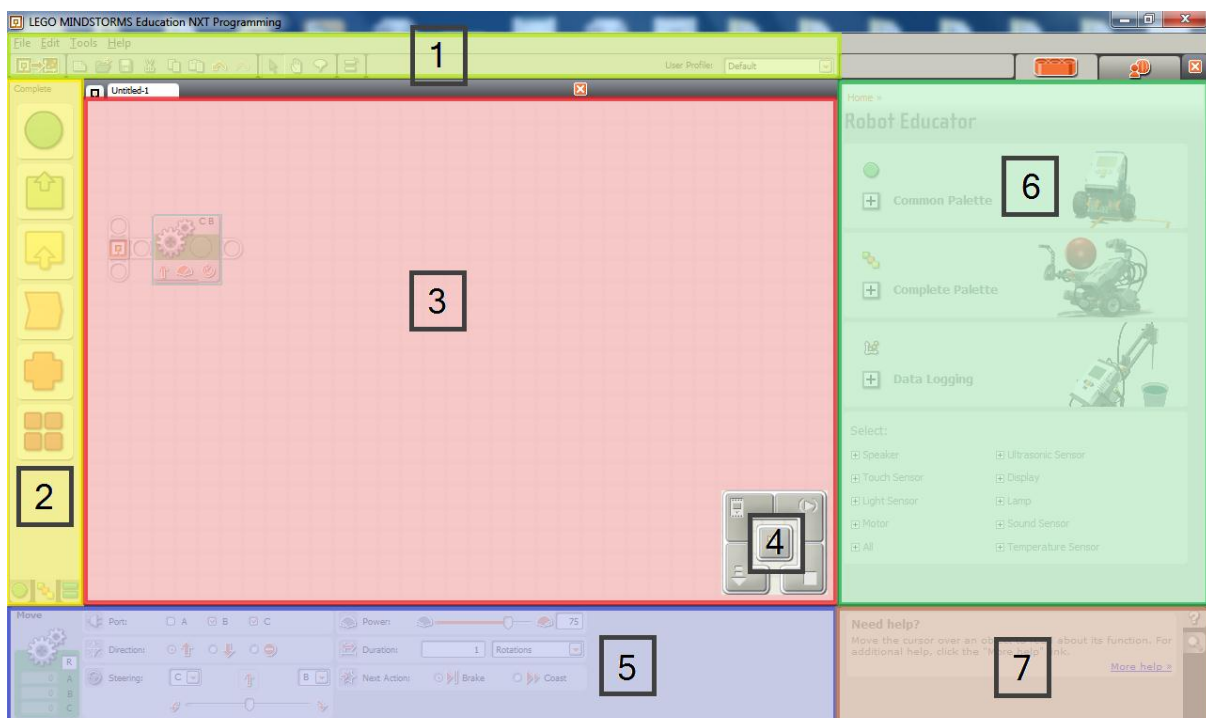 LEGO MINDSTORMS Education NXT Programming
File Edit Tools Help
1
User Profile: Default
Complete
Untitled-1
Home »
Robot Educator
6
Common Palette
C B
3
Complete Palette
Data Logging
Select:
Speaker Ultrasonic Sensor
Touch Sensor Display
Light Sensor Lamp
Motor Sound Sensor
All Temperature Sensor
2
4
Move
Port: A B C Power: 75
Direction: Duration: 1 Rotations
Steering: C B Next Action: Brake Coast
R
0 A
0 B
0 C
5
Need help?
Move the cursor over an object about its function. For
additional help, click the "More help" link.
More help »
7